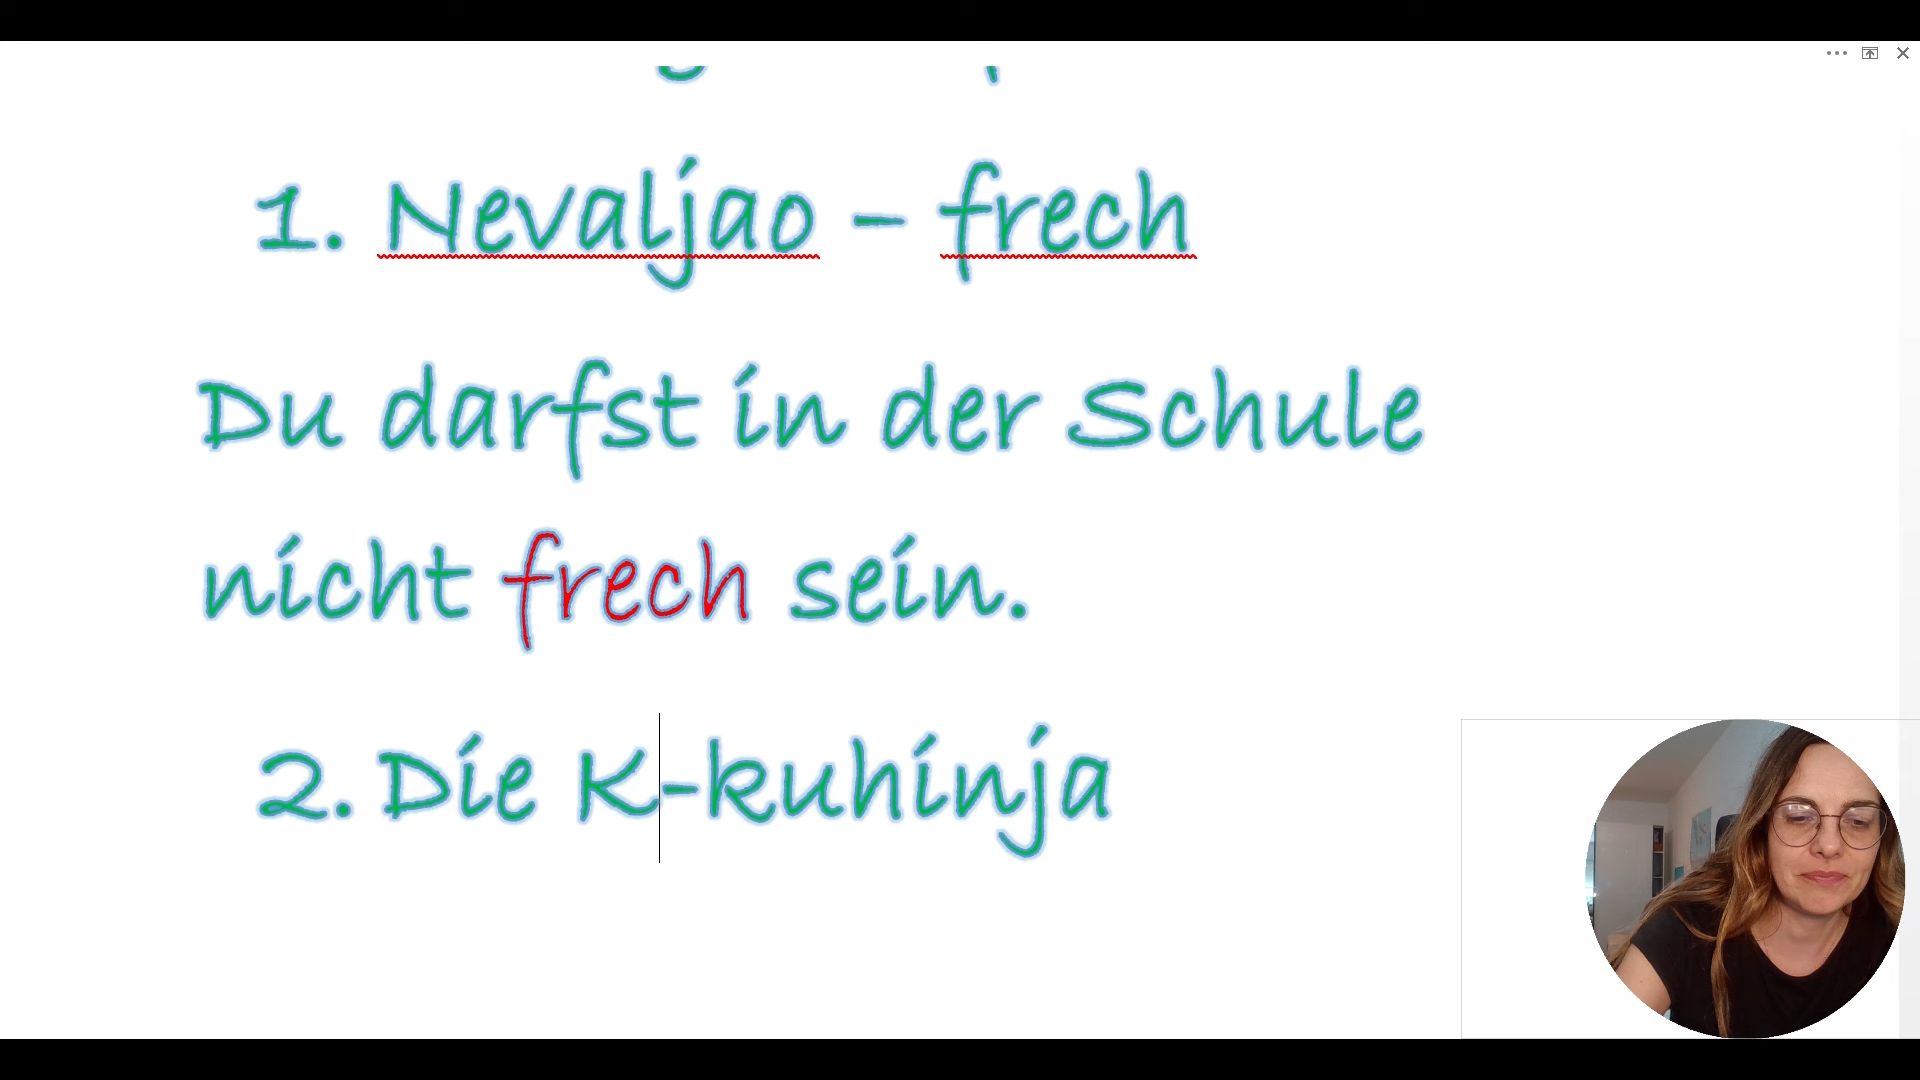 1. Nevaljao – frech
Du darfst in der Schule
nicht frech sein.
2. Die K-kuhinja